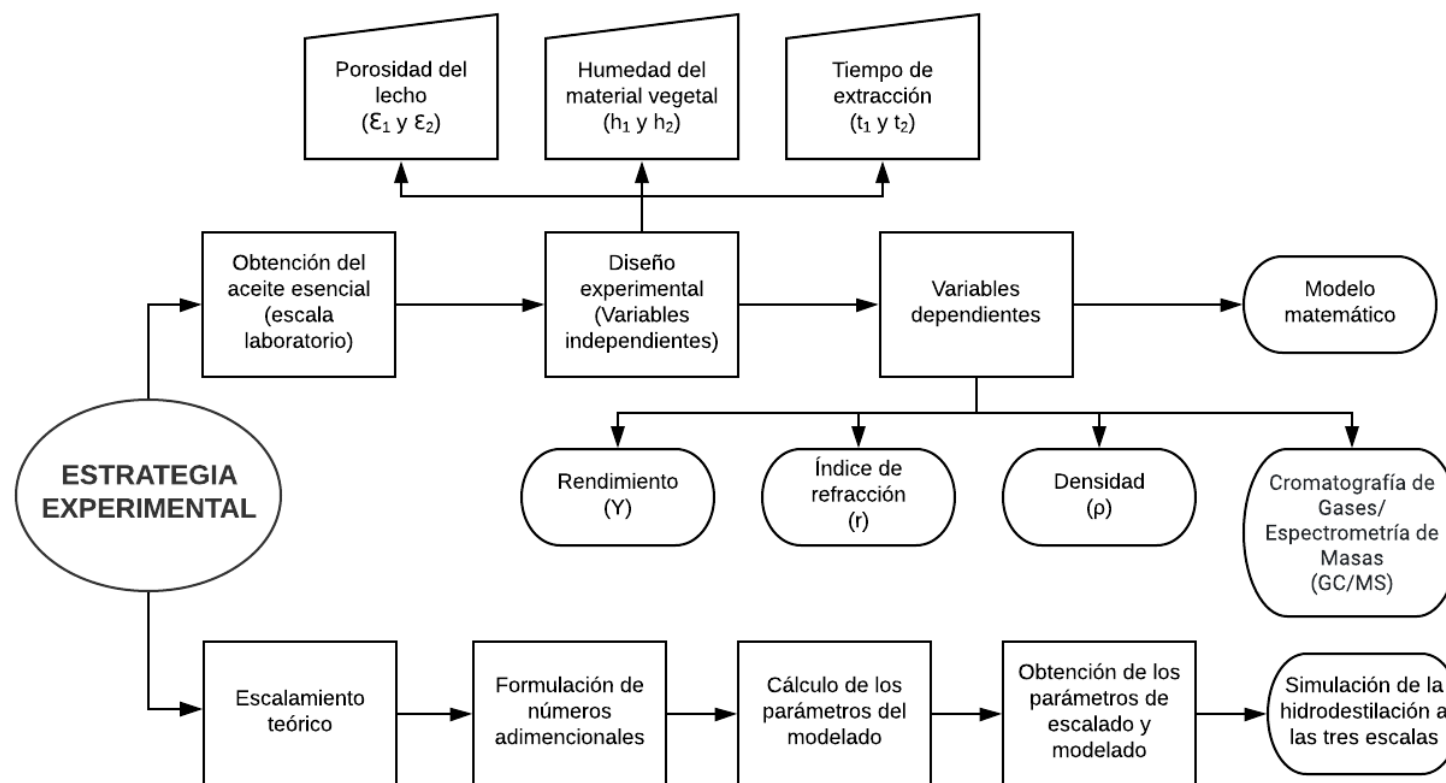 Porosidad del
lecho
(Ɛ₁ y ε₂)
Humedad del
material vegetal
(h₁ y h₂)
Tiempo de
extracción
(t₁ y t₂)
Obtención del
aceite esencial
(escala
laboratorio)
Diseño
experimental
(Variables
independientes)
Variables
dependientes
Modelo
matemático
ESTRATEGIA
EXPERIMENTAL
Rendimiento
(Y)
Índice de
refracción
(r)
Densidad
(ρ)
Cromatografía de
Gases/
Espectrometría de
Masas
(GC/MS)
Escalamiento
teórico
Formulación de
números
adimencionales
Cálculo de los
parámetros del
modelado
Obtención de los
parámetros de
escalado y
modelado
Simulación de la
hidrodestilación a
las tres escalas